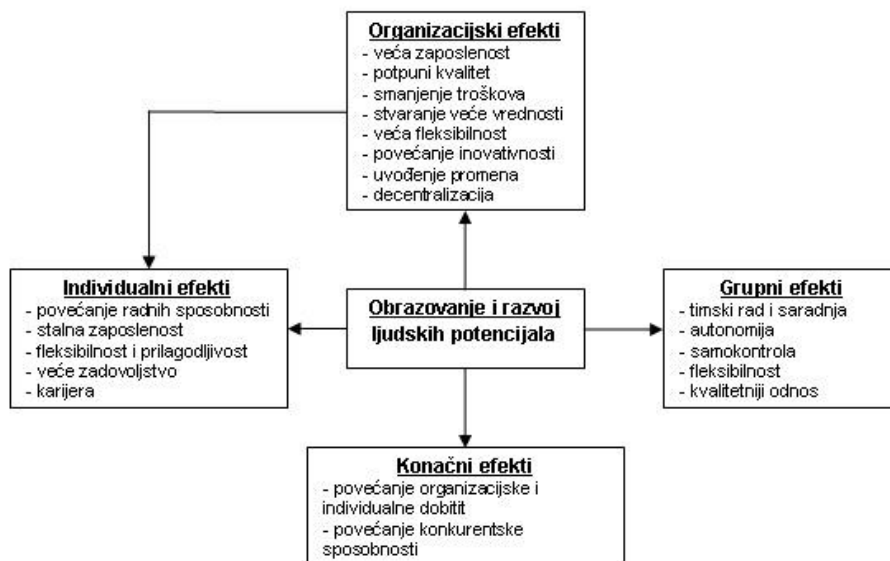 Organizacijski efekti
- veća zaposlenost
- potpuni kvalitet
- smanjenje troškova
- stvaranje veće vrednosti
- veća fleksibilnost
- povećanje inovativnosti
- uvođenje promena
- decentralizacija
Individualni efekti
- povećanje radnih sposobnosti
- stalna zaposlenost
- fleksibilnost i prilagodljivost
- veće zadovoljstvo
- karijera
Obrazovanje i razvoj
ljudskih potencijala
Grupni efekti
- timski rad i saradnja
- autonomija
- samokontrola
- fleksibilnost
- kvalitetniji odnos
Konačni efekti
- povećanje organizacijske i
individualne dobitit
- povećanje konkurentske
sposobnosti